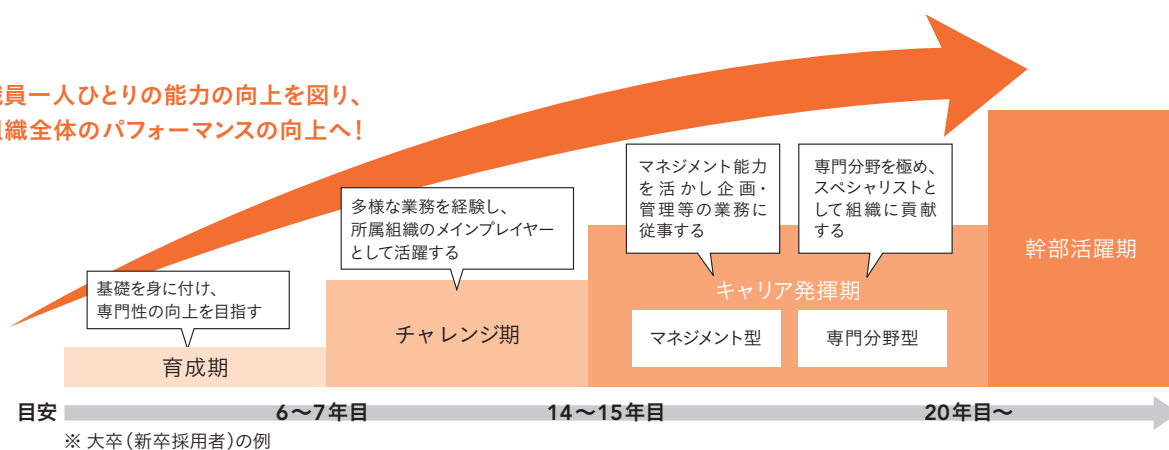 員一人ひとりの能力の向上を図り、
織全体のパフォーマンスの向上へ！
マネジメント能力
を活かし企画・
管理等の業務に
従事する
専門分野を極め、
スペシャリストと
して組織に貢献
する
多様な業務を経験し、
所属組織のメインプレイヤー
として活躍する
幹部活躍期
基礎を身に付け、
専門性の向上を目指す
キャリア発揮期
チャレンジ期
マネジメント型
専門分野型
育成期
目安
6～7年目
14～15年目
20年目～
※ 大卒（新卒採用者）の例